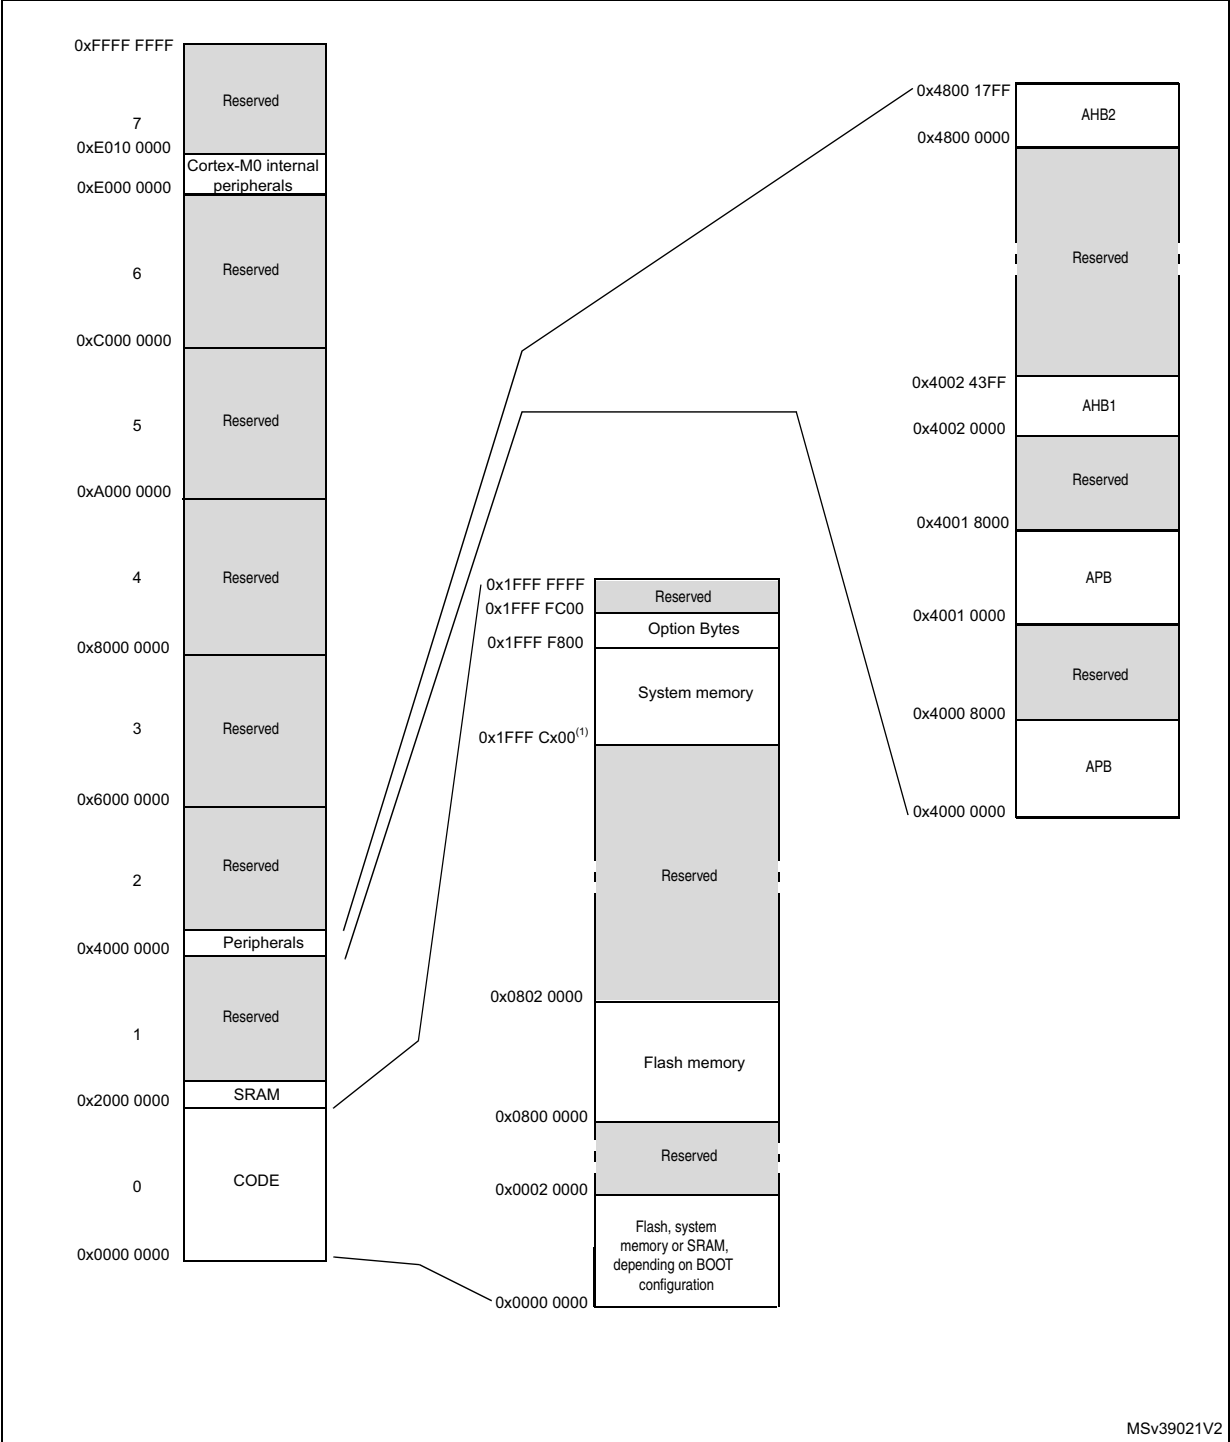 0xFFFF FFFF
Reserved
7
0xE010 0000
Cortex-M0 internal
peripherals
0xE000 0000
Reserved
6
0xC000 0000
Reserved
5
0xA000 0000
Reserved
4
0x8000 0000
Reserved
3
0x6000 0000
Reserved
2
Peripherals
0x4000 0000
Reserved
1
SRAM
0x2000 0000
CODE
0
0x0000 0000
0x1FFF FFFF
Reserved
0x1FFF FC00
Option Bytes
0x1FFF F800
System memory
0x1FFF Cx00(1)
Reserved
0x0802 0000
Flash memory
0x0800 0000
Reserved
0x0002 0000
Flash, system
memory or SRAM,
depending on BOOT
configuration
0x0000 0000
0x4800 17FF
AHB2
0x4800 0000
Reserved
0x4002 43FF
AHB1
0x4002 0000
Reserved
0x4001 8000
APB
0x4001 0000
Reserved
0x4000 8000
APB
0x4000 0000
MSv39021V2